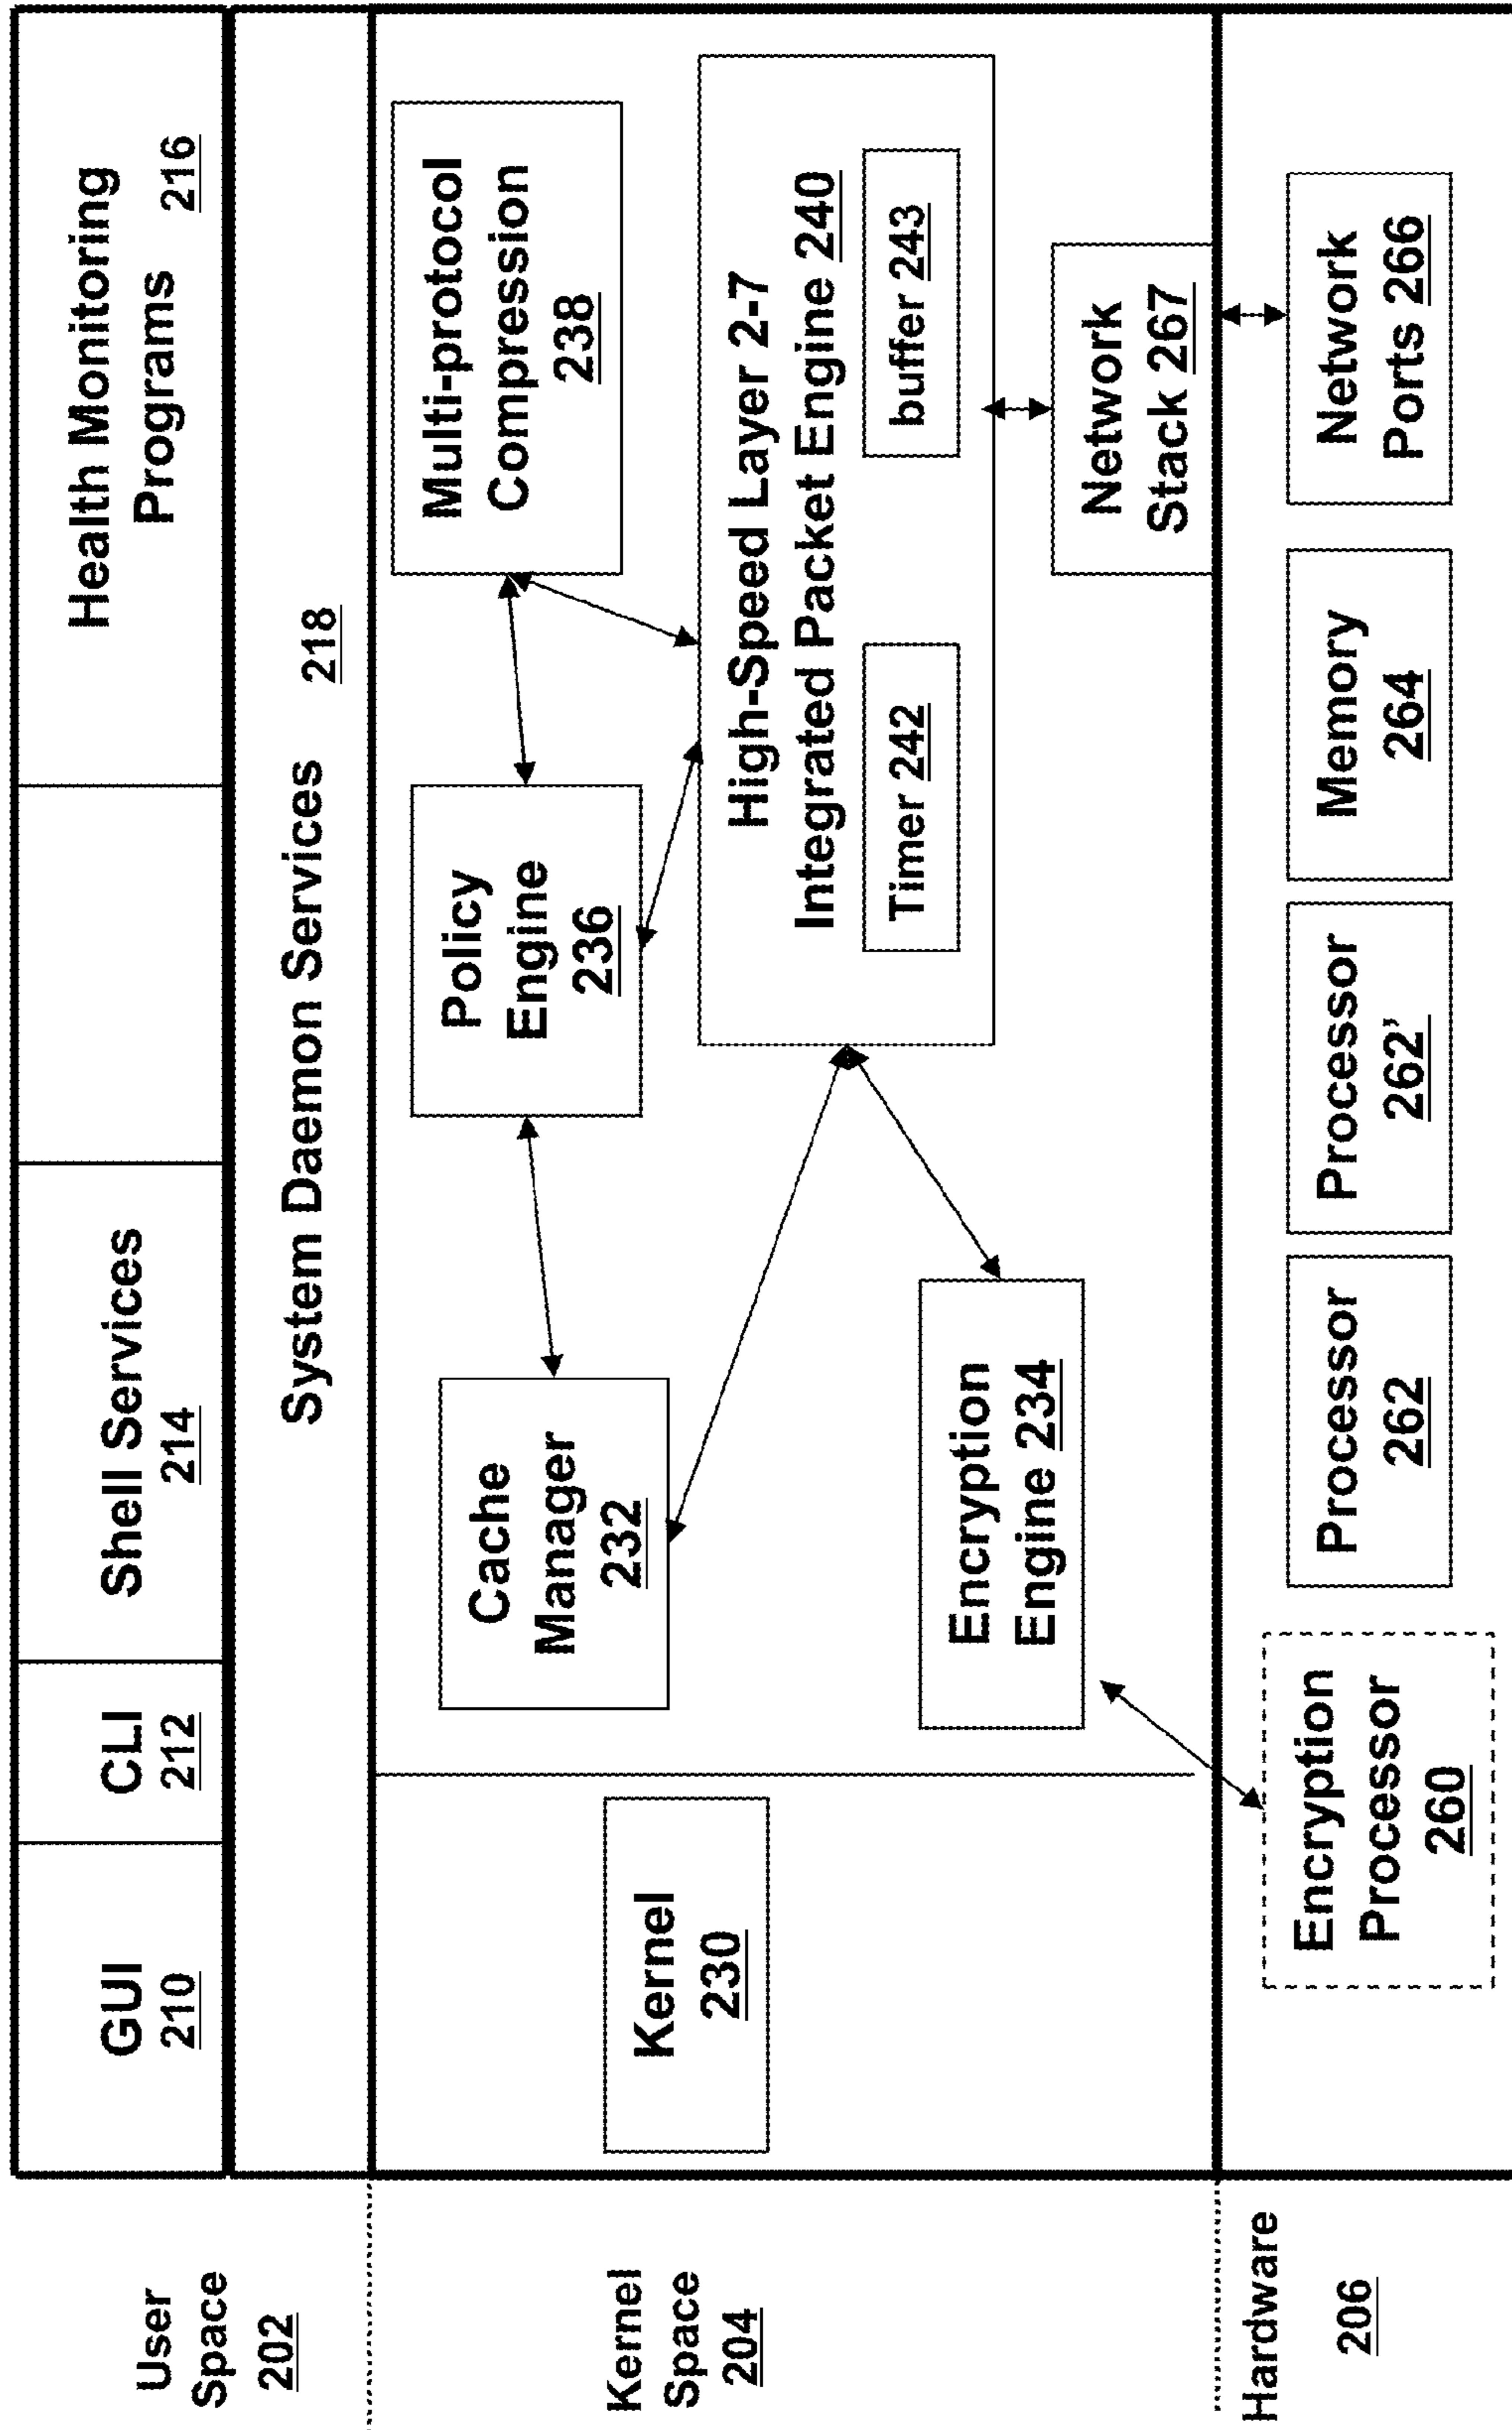 User
Space
202
GUI
210
CLI
212
Shell Services
214
Health Monitoring
Programs 216
System Daemon Services 218
Kernel
Space
204
Kernel
230
Cache
Manager
232
Policy
Engine
236
Multi-protocol
Compression
238
High-Speed Layer 2-7
Integrated Packet Engine 240
Timer 242
buffer 243
Encryption
Engine 234
Network
Stack 267
Hardware
206
Encryption
Processor
260
Processor
262
Processor
262’
Memory
264
Network
Ports 266